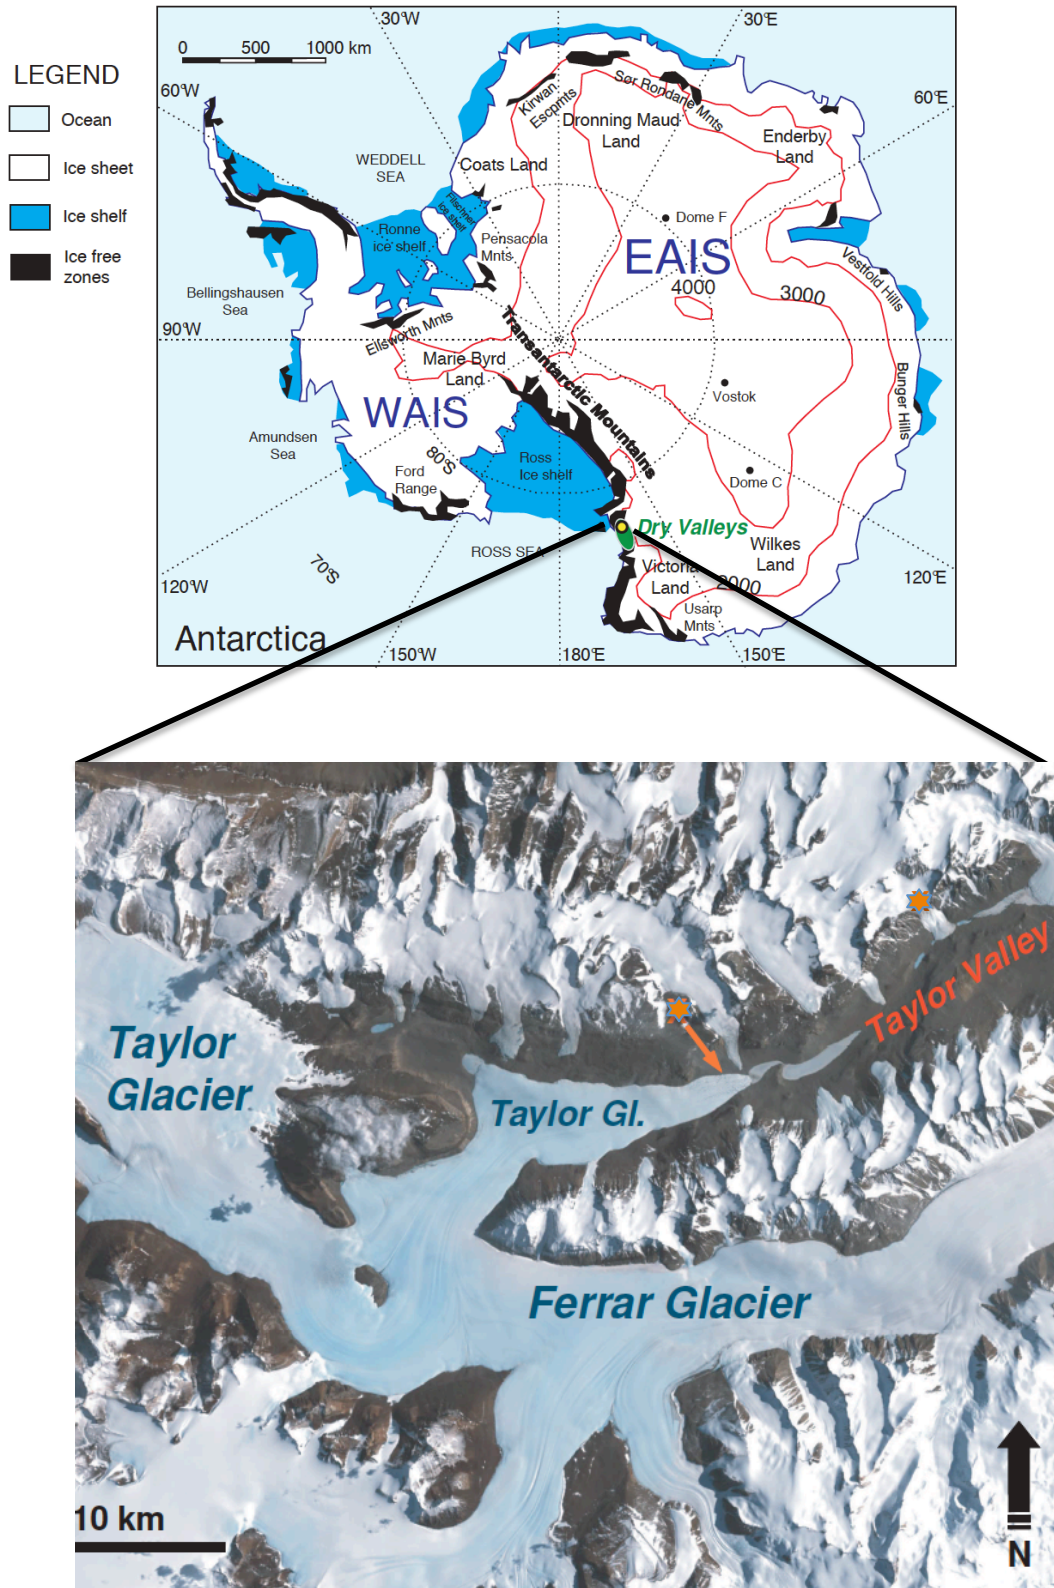 30°W
30°E
0 500 1000 km
LEGEND
60°W
60°E
Ocean
Ice sheet
Ice shelf
Ice free
zones
WEDDELL
SEA
Coats Land
Kirwan
Escpmts
Dronning Maud
Land
Sør Rondane Mnts
Enderby
Land
Filschner
ice shelf
Ronne
ice shelf
Pensacola
Mnts
Dome F
EAIS
4000
3000
Vestfold Hills
Bellingshausen
Sea
90°W
Ellsworth Mnts
Transantarctic Mountains
Marie Byrd
Land
WAIS
Vostok
Bunger Hills
Amundsen
Sea
80°S
Ford
Range
Ross
Ice shelf
Dome C
Dry Valleys
ROSS SEA
70°S
Wilkes
Land
Victoria
Land
2000
120°W
120°E
Usarp
Mnts
Antarctica
150°W
180°E
150°E
Taylor Valley
Taylor
Glacier
Taylor Gl.
Ferrar Glacier
10 km
N